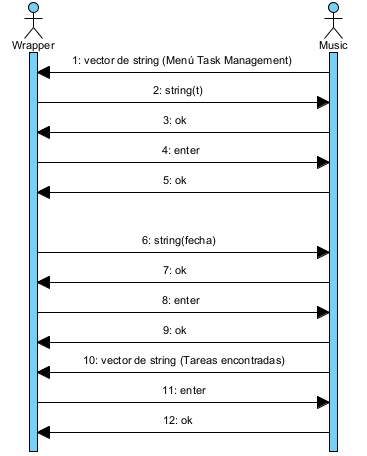 Wrapper Music
1: vector de string (Menú Task Management)
2: string(t)
3: ok
4: enter
5: ok
6: string(fecha)
7: ok
8: enter
9: ok
10: vector de string (Tareas encontradas)
11: enter
12: ok